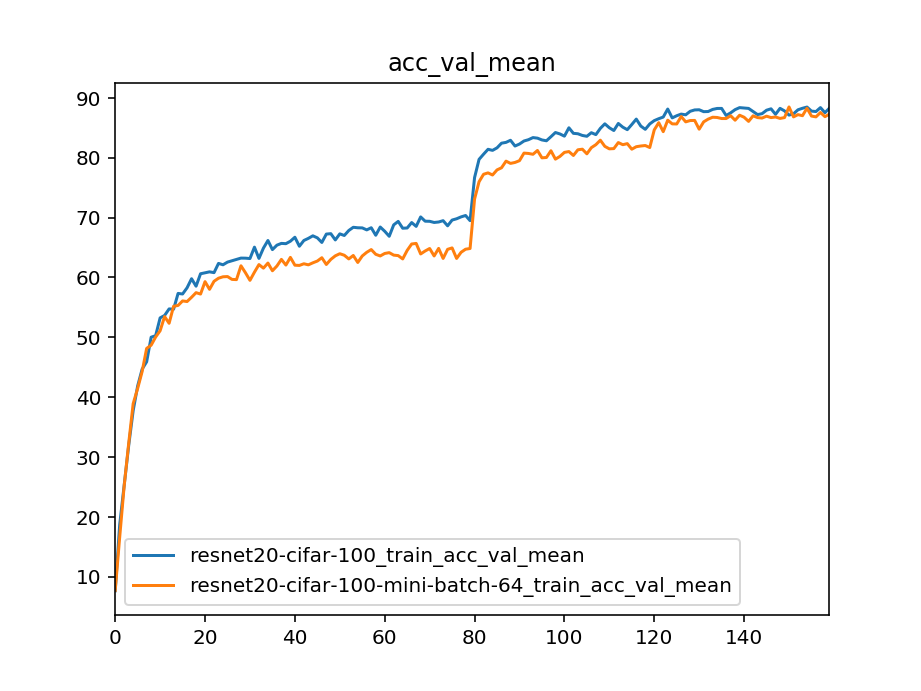 acc_val_mean
90
80
70
60
50
40
30
20
10
resnet20-cifar-100_train_acc_val_mean
resnet20-cifar-100-mini-batch-64_train_acc_val_mean
0 20 40 60 80 100 120 140